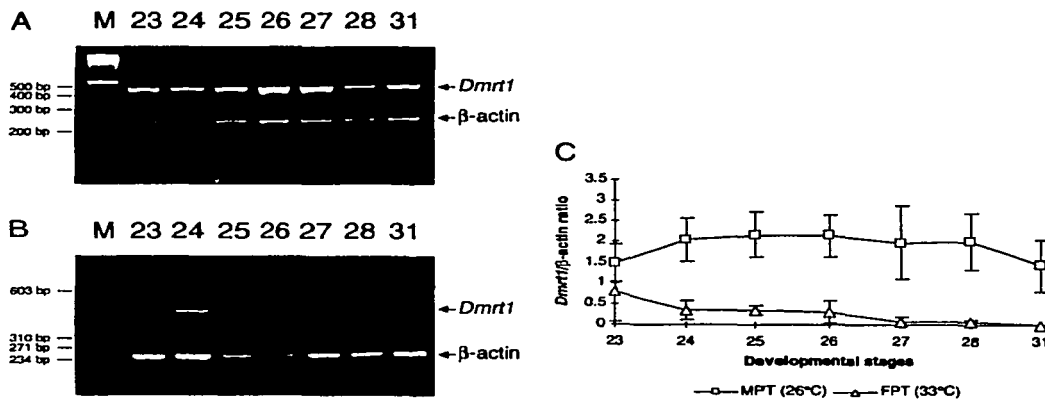 A M 23 24 25 26 27 28 31
500 bp
400 bp
300 bp
200 bp
Dmrt1
β-actin
B M 23 24 25 26 27 28 31
603 bp
310 bp
271 bp
234 bp
Dmrt1
β-actin
C
Dmrt1/β-actin ratio
3.5
3
2.5
2
1.5
1
0.5
0
23 24 25 26 27 28 31
Developmental stages
MPT (26°C) FPT (33°C)